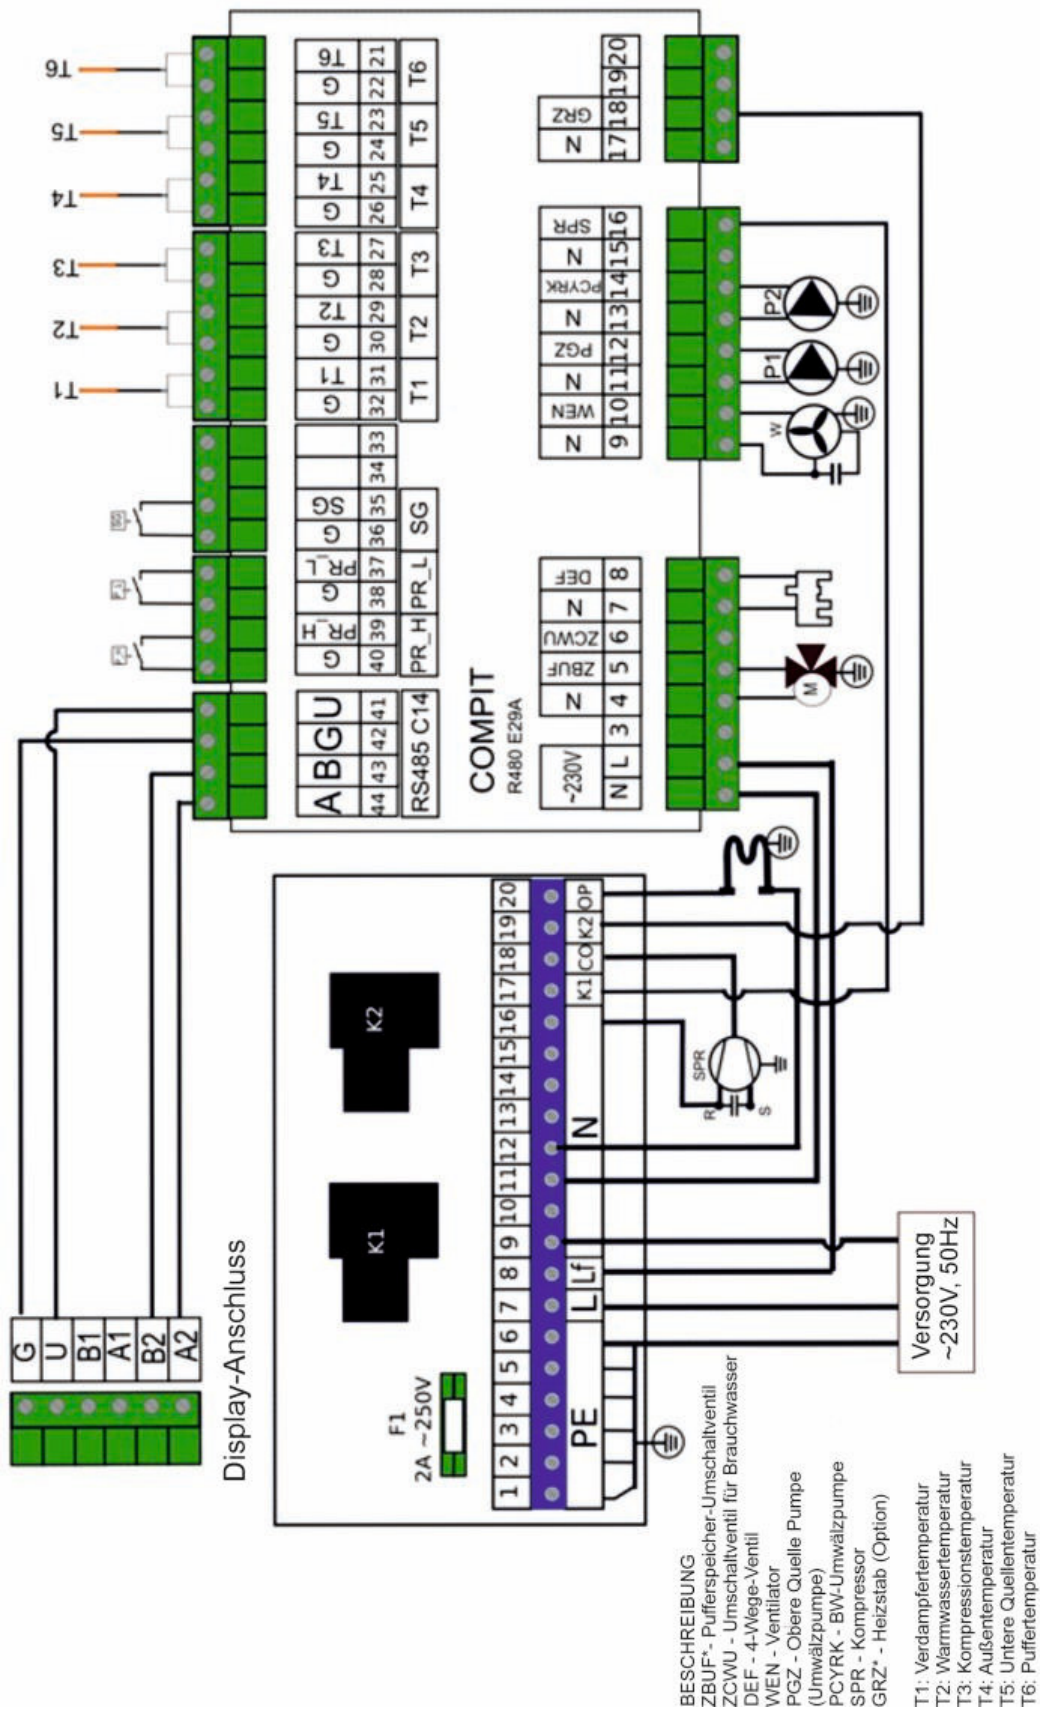 T6
T5
T4
T3
T2
T1
T6 G T5 G T4 G
21 22 23 24 25 26
T6 T5 T4
T3 G T2 G T1 G
27 28 29 30 31 32
T3 T2 T1
SG G
33 34 35 36
SG
PR_L G PR_H G
37 38 39 40
PR_L PR_H
A B G U
44 43 42 41
RS485 C14
COMPIT
R480 E29A
GRZ N
20 19 18 17
SPR N PCYRK N PGZ N WEN N
16 15 14 13 12 11 10 9
DEF N ZCWU ZBUF N
8 7 6 5 4 3 L N
~230V
P2
P1
W
M
G
U
B1
A1
B2
A2
Display-Anschluss
K1
K2
F1
2A ~250V
1 2 3 4 5 6 7 8 9 10 11 12 13 14 15 16 17 18 19 20
PE L Lf N K1 CO K2 OP
SPR
R
S
Versorgung
~230V, 50Hz
BESCHREIBUNG
ZBUF*- Pufferspeicher-Umschaltventil
ZCWU - Umschaltventil für Brauchwasser
DEF - 4-Wege-Ventil
WEN - Ventilator
PGZ - Obere Quelle Pumpe
(Umwälzpumpe)
PCYRK - BW-Umwälzpumpe
SPR - Kompressor
GRZ* - Heizstab (Option)
T1: Verdampfertemperatur
T2: Warmwassertemperatur
T3: Kompressionstemperatur
T4: Außentemperatur
T5: Untere Quellentemperatur
T6: Puffertemperatur